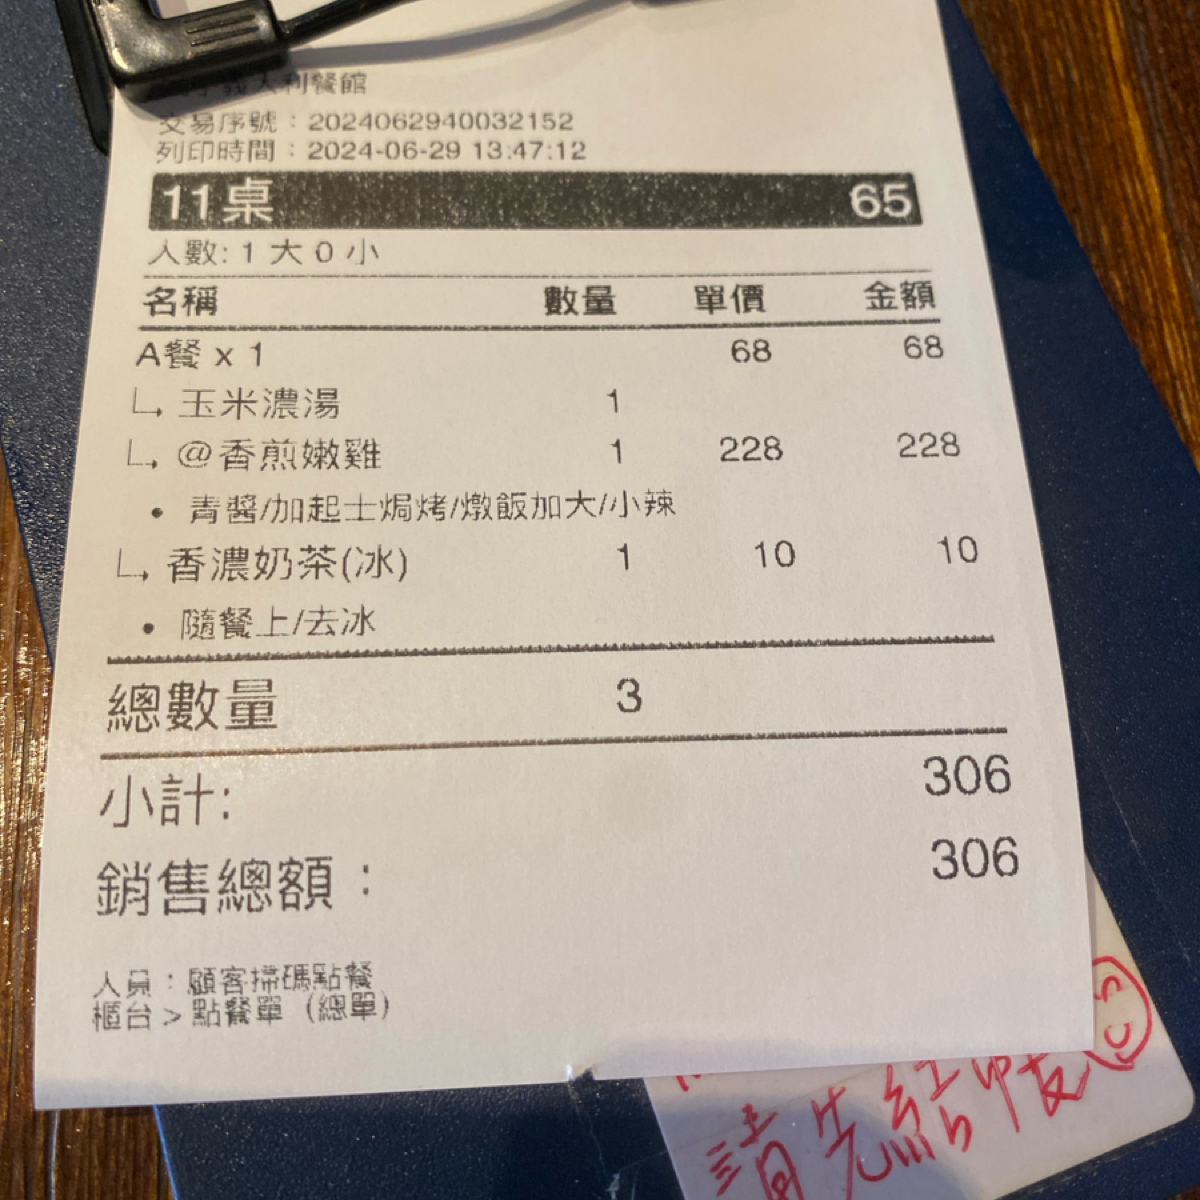 義大利餐館
交易序號：2024062940032152
列印時間：2024-06-29 13:47:12
11桌 65
人數: 1 大 0 小
名稱 數量 單價 金額
A餐 x 1 68 68
玉米濃湯 1
@香煎嫩雞 1 228 228
• 青醬/加起士焗烤/燉飯加大/小辣
香濃奶茶(冰) 1 10 10
• 隨餐上/去冰
總數量 3
小計: 306
銷售總額： 306
人員：顧客掃碼點餐
櫃台 > 點餐單 (總單)
請先結帳